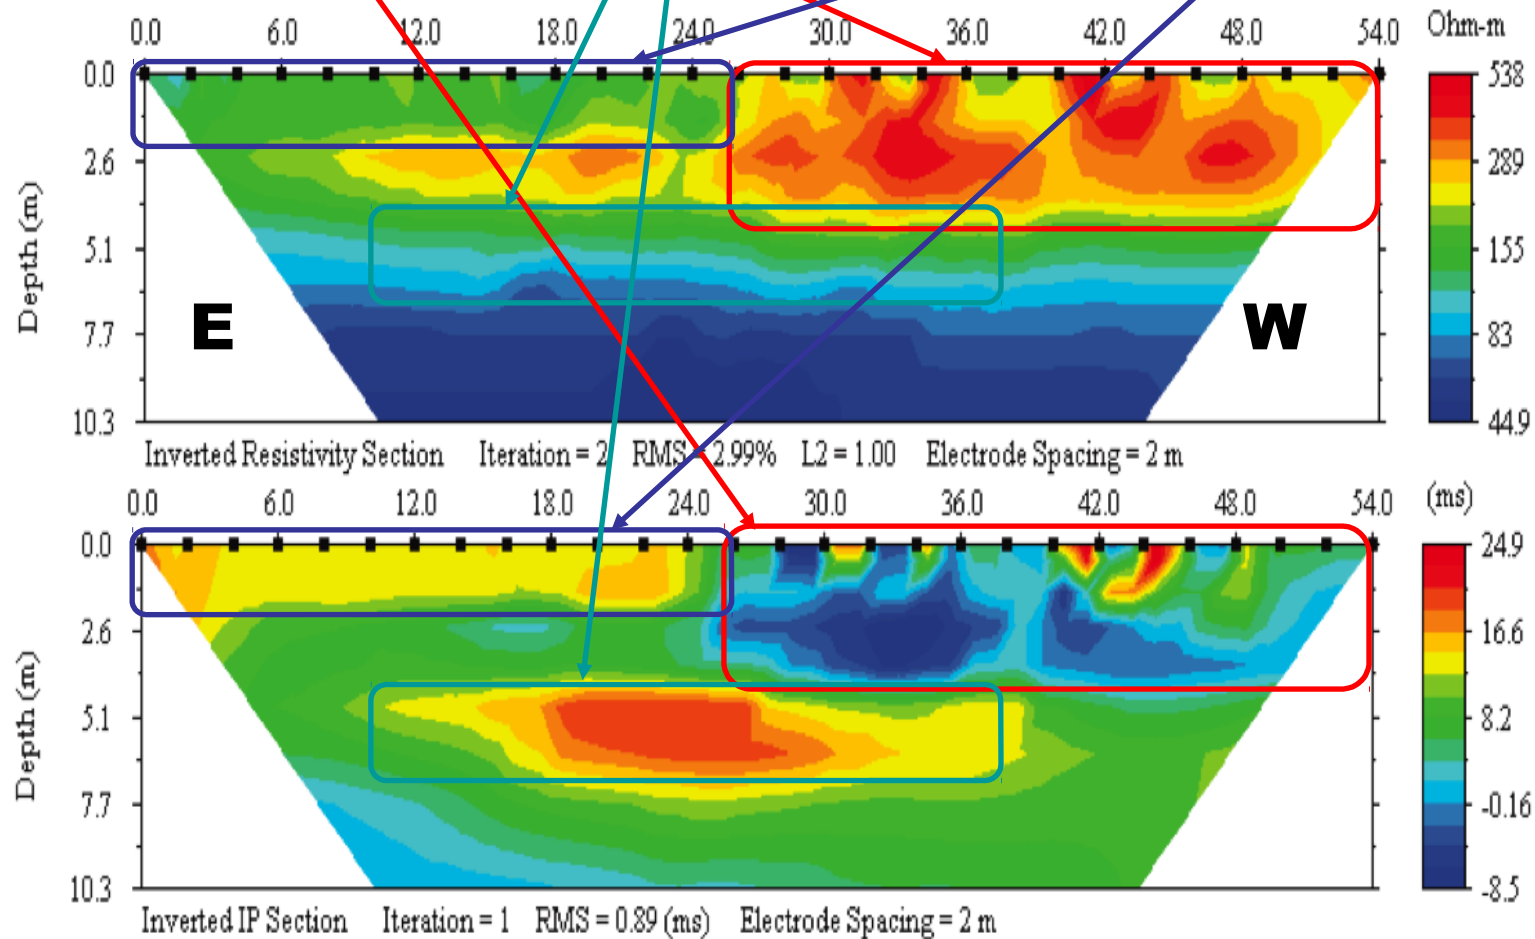 0.0 6.0 12.0 18.0 24.0 30.0 36.0 42.0 48.0 54.0 Ohm-m
0.0
2.6
5.1
7.7
10.3
Depth (m)
E
W
538
289
155
83
44.9
Inverted Resistivity Section Iteration = 2 RMS = 2.99% L2 = 1.00 Electrode Spacing = 2 m
0.0 6.0 12.0 18.0 24.0 30.0 36.0 42.0 48.0 54.0 (ms)
0.0
2.6
5.1
7.7
10.3
Depth (m)
24.9
16.6
8.2
-0.16
-8.5
Inverted IP Section Iteration = 1 RMS = 0.89 (ms) Electrode Spacing = 2 m